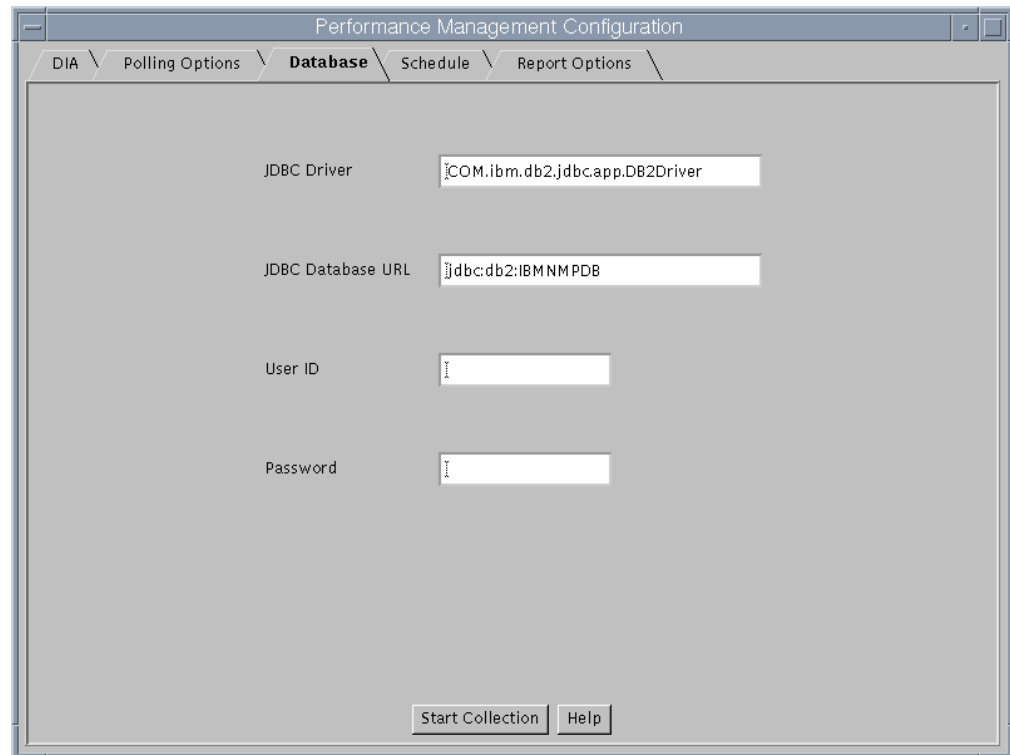 Performance Management Configuration
DIA Polling Options Database Schedule Report Options
JDBC Driver COM.ibm.db2.jdbc.app.DB2Driver
JDBC Database URL jdbc:db2:IBMNMPDB
User ID
Password
Start Collection Help